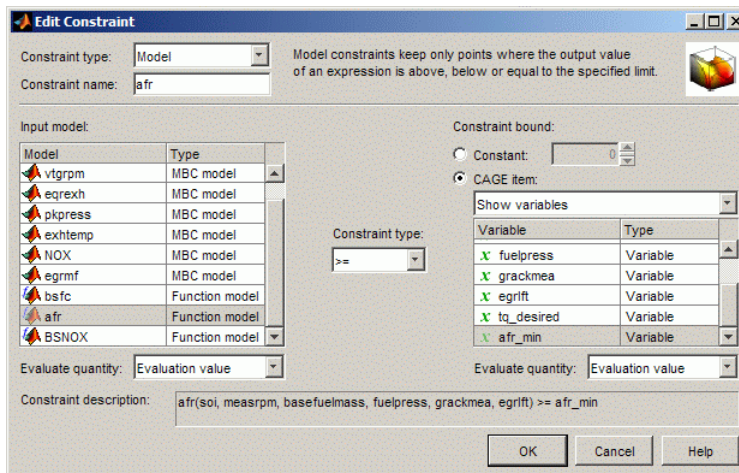 Edit Constraint
Constraint type: Model
Constraint name: afr
Model constraints keep only points where the output value
of an expression is above, below or equal to the specified limit.
Input model:
Model Type
vtgrpm MBC model
eqrexh MBC model
pkpress MBC model
exhtemp MBC model
NOX MBC model
egrmf MBC model
bsfc Function model
afr Function model
BSNOX Function model
Evaluate quantity: Evaluation value
Constraint type:
>=
Constraint bound:
Constant: 0
CAGE item:
Show variables
Variable Type
x fuelpress Variable
x grackmea Variable
x egrlft Variable
x tq_desired Variable
x afr_min Variable
Evaluate quantity: Evaluation value
Constraint description: afr(soi, measrpm, basefuelmass, fuelpress, grackmea, egrlft) >= afr_min
OK Cancel Help